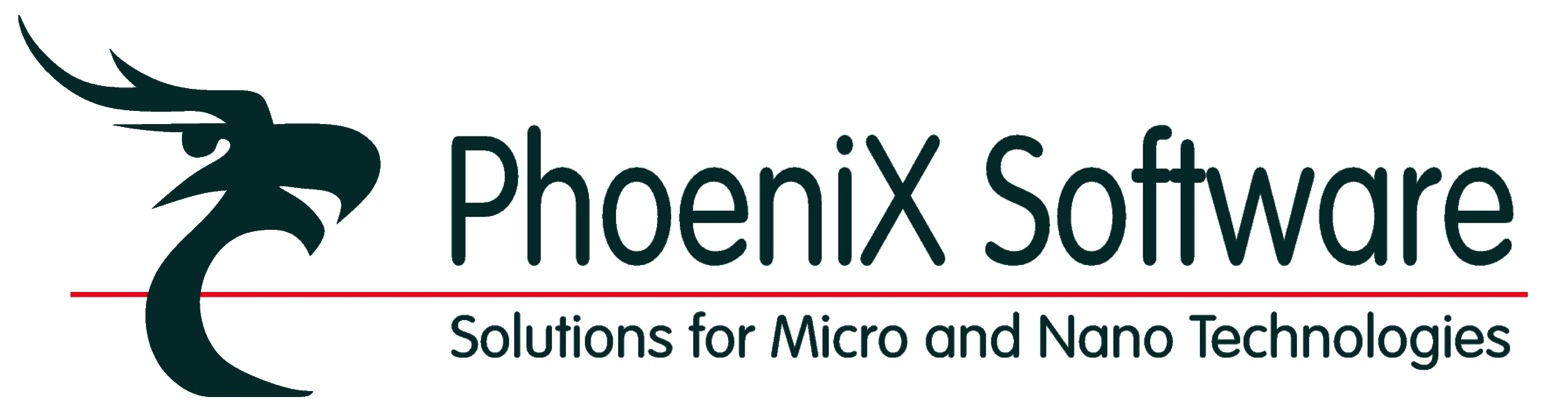 PhoeniX Software
Solutions for Micro and Nano Technologies